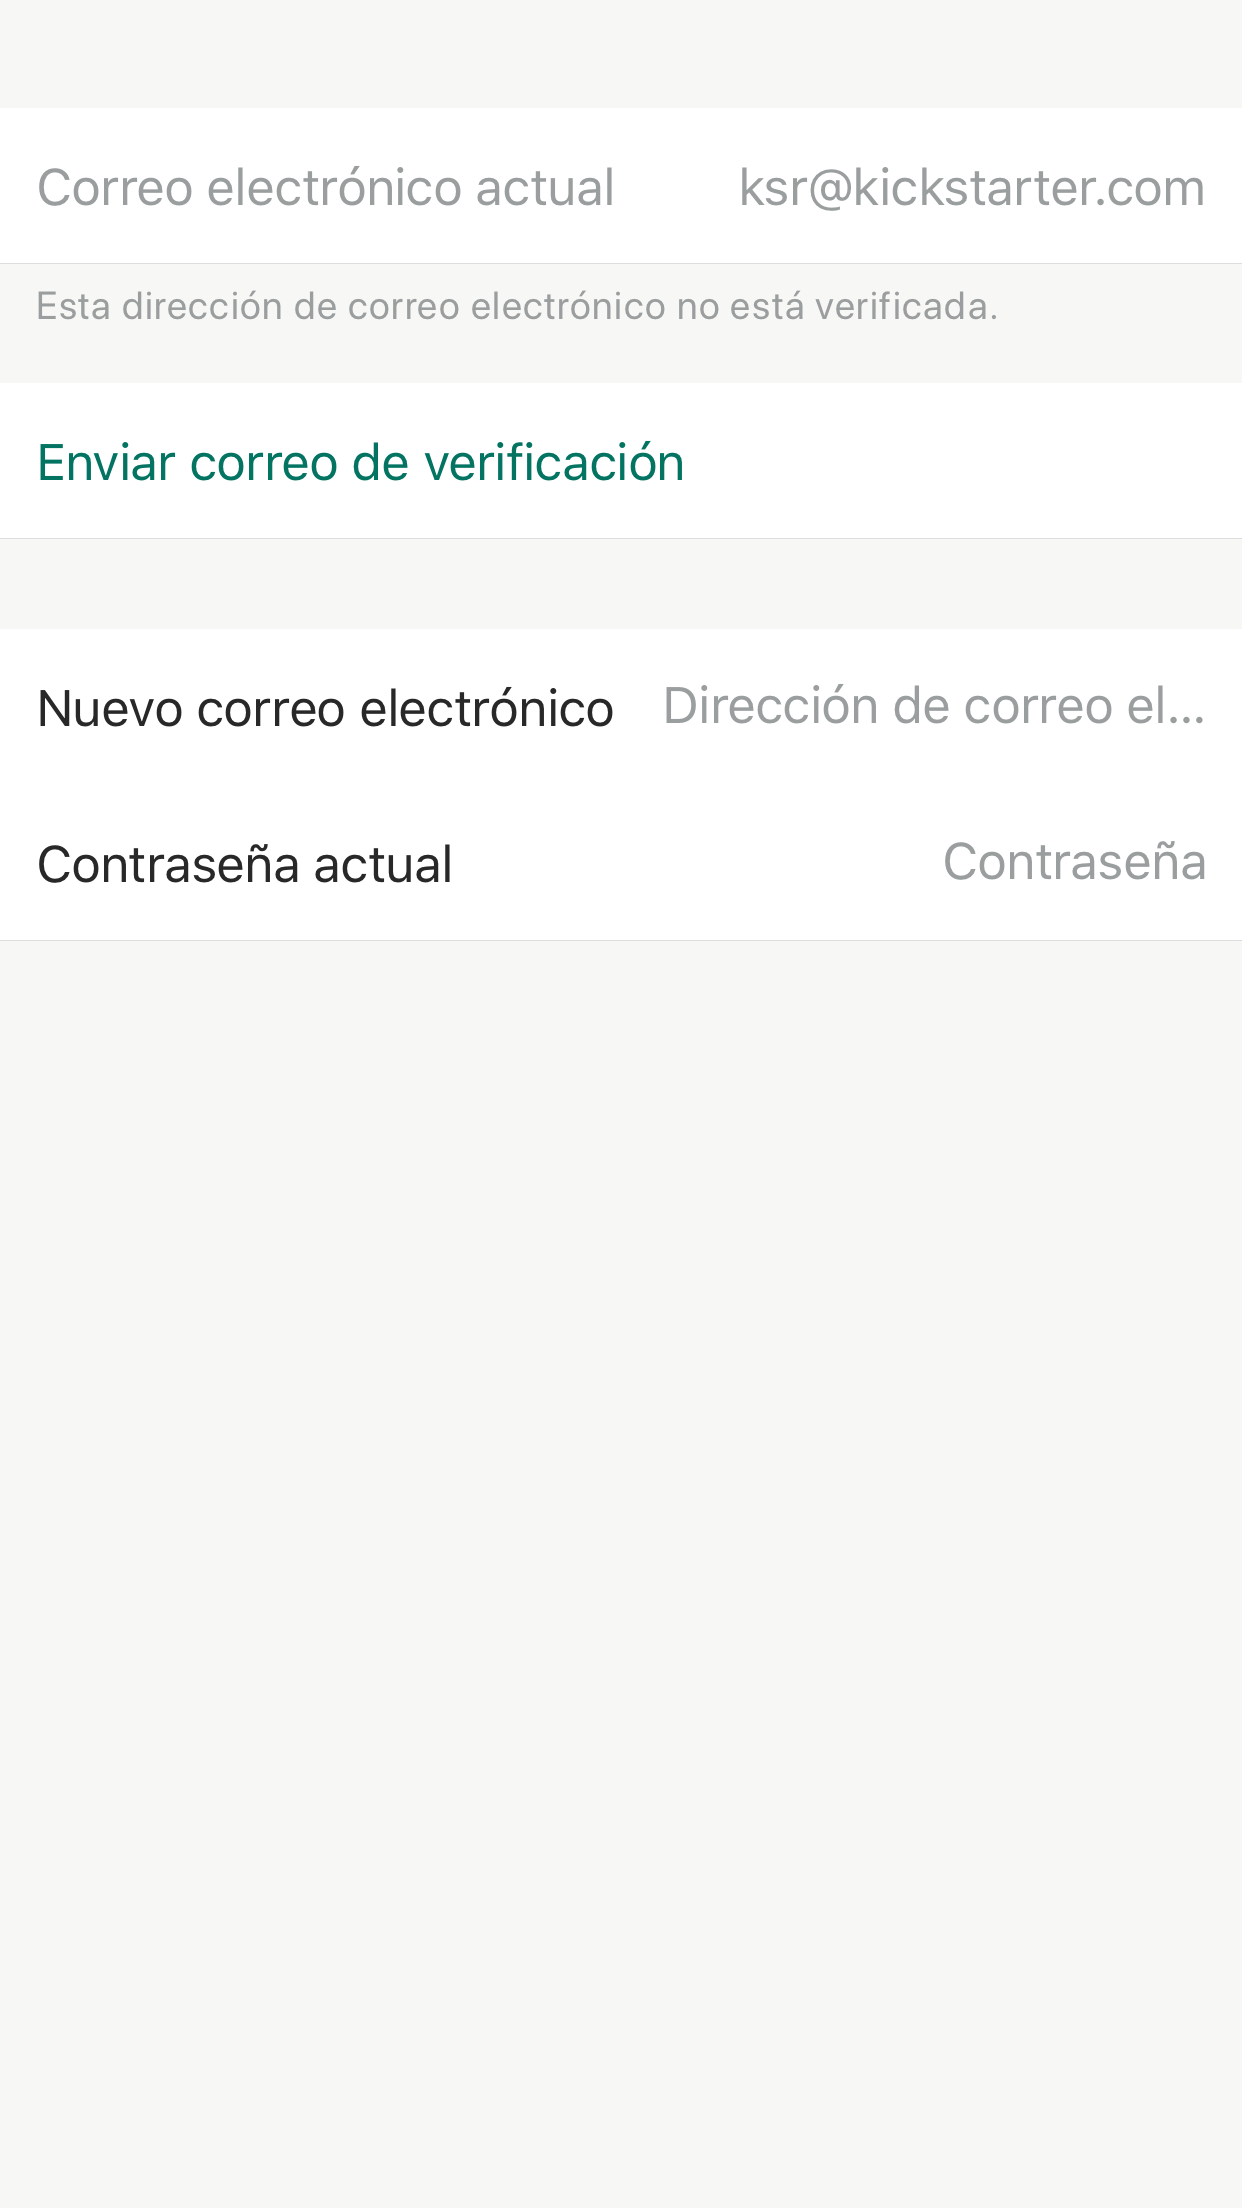 Correo electrónico actual ksr@kickstarter.com
Esta dirección de correo electrónico no está verificada.
Enviar correo de verificación
Nuevo correo electrónico Dirección de correo el...
Contraseña actual Contraseña